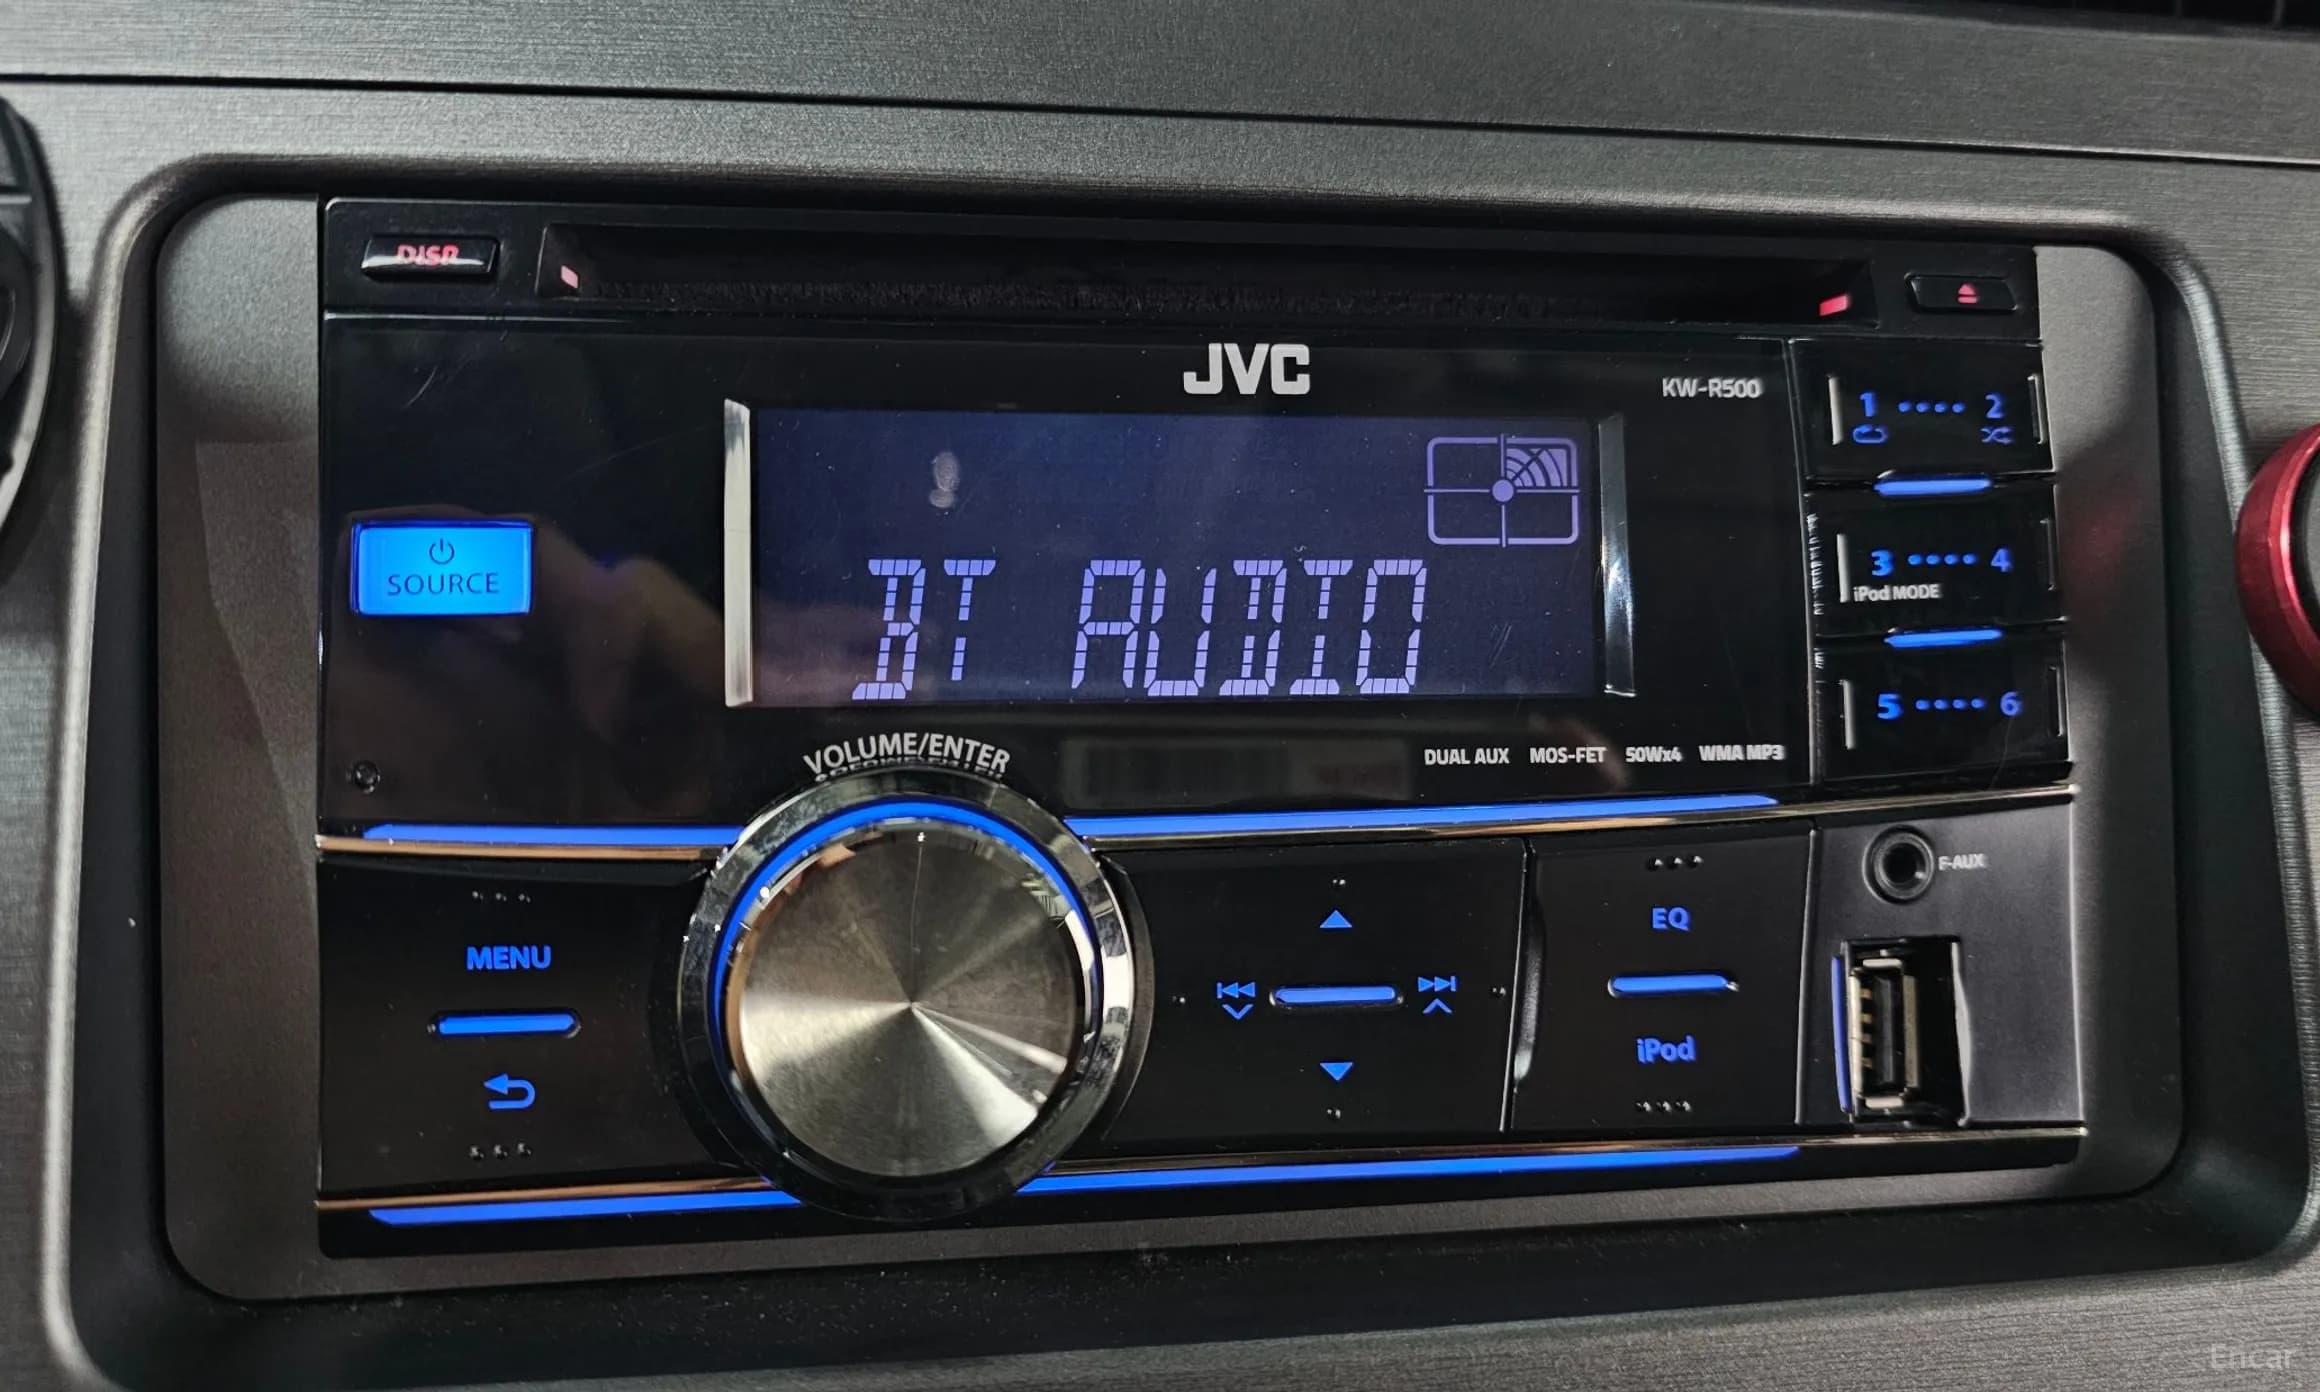 DISP
JVC
KW-R500
1 2
SOURCE
BT AUDIO
3 4
iPod MODE
5 6
VOLUME/ENTER
DUAL AUX MOS-FET 50Wx4 WMA MP3
F-AUX
MENU
EQ
iPod
Encar